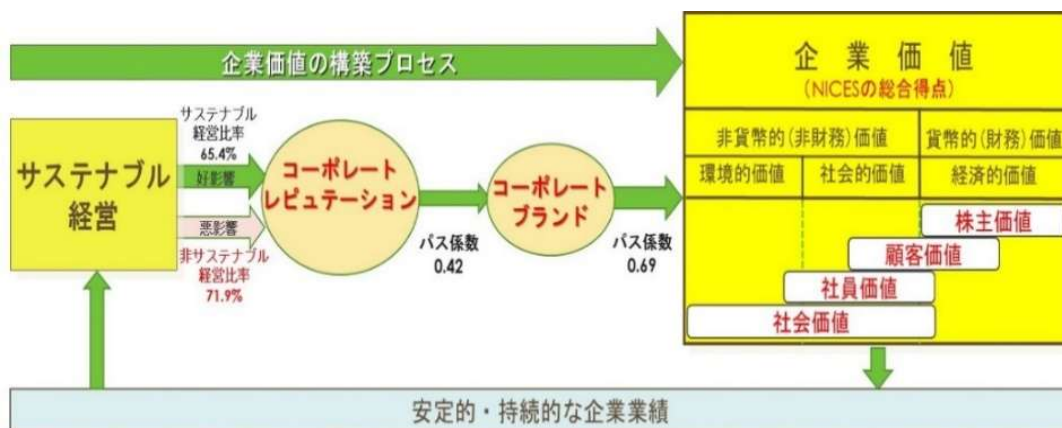 企業価値の構築プロセス
企業価値
(NICESの総合得点)
非貨幣的(非財務)価値
貨幣的(財務)価値
環境的価値
社会的価値
経済的価値
株主価値
顧客価値
社員価値
社会価値
サステナブル
経営
サステナブル
経営比率
65.4%
好影響
悪影響
非サステナブル
経営比率
71.9%
コーポレート
レピュテーション
パス係数
0.42
コーポレート
ブランド
パス係数
0.69
安定的・持続的な企業業績